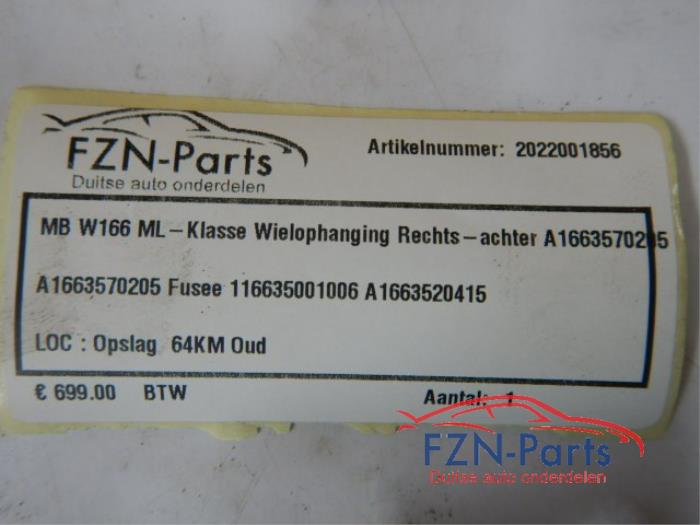 FZN-Parts
Duitse auto onderdelen
Artikelnummer: 2022001856
MB W166 ML-Klasse Wielophanging Rechts-achter A1663570205
A1663570205 Fusee 116635001006 A1663520415
LOC : Opslag 64KM Oud
€ 699.00 BTW
Aantal: 1
FZN-Parts
Duitse auto onderdelen